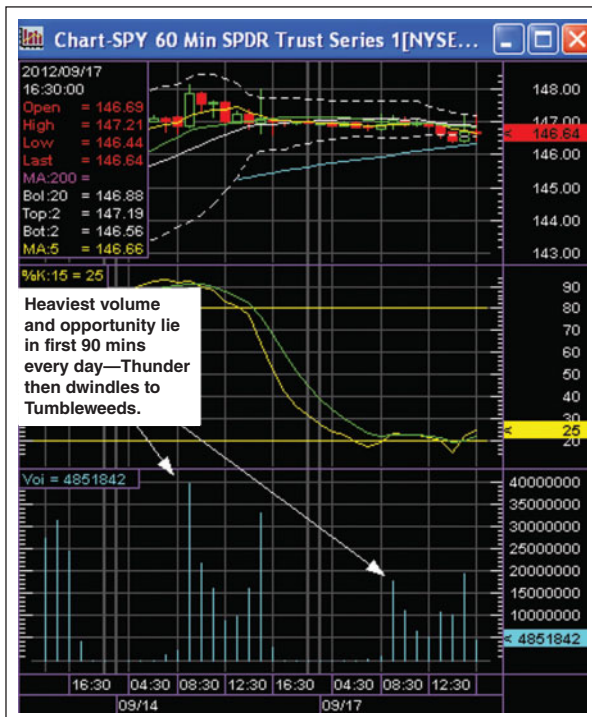 Chart-SPY 60 Min SPDR Trust Series 1[NYSE...
2012/09/17
16:30:00
Open = 146.69
High = 147.21
Low = 146.44
Last = 146.64
MA:200 =
Bol:20 = 146.88
Top:2 = 147.19
Bot:2 = 146.56
MA:5 = 146.66
148.00
147.00
< 146.64
146.00
145.00
144.00
143.00
%K:15 = 25
90
80
70
60
50
40
30
< 25
20
Heaviest volume
and opportunity lie
in first 90 mins
every day—Thunder
then dwindles to
Tumbleweeds.
Vol = 4851842
40000000
35000000
30000000
25000000
20000000
15000000
10000000
< 4851842
16:30 04:30 08:30 12:30 16:30 04:30 08:30 12:30
09/14 09/17